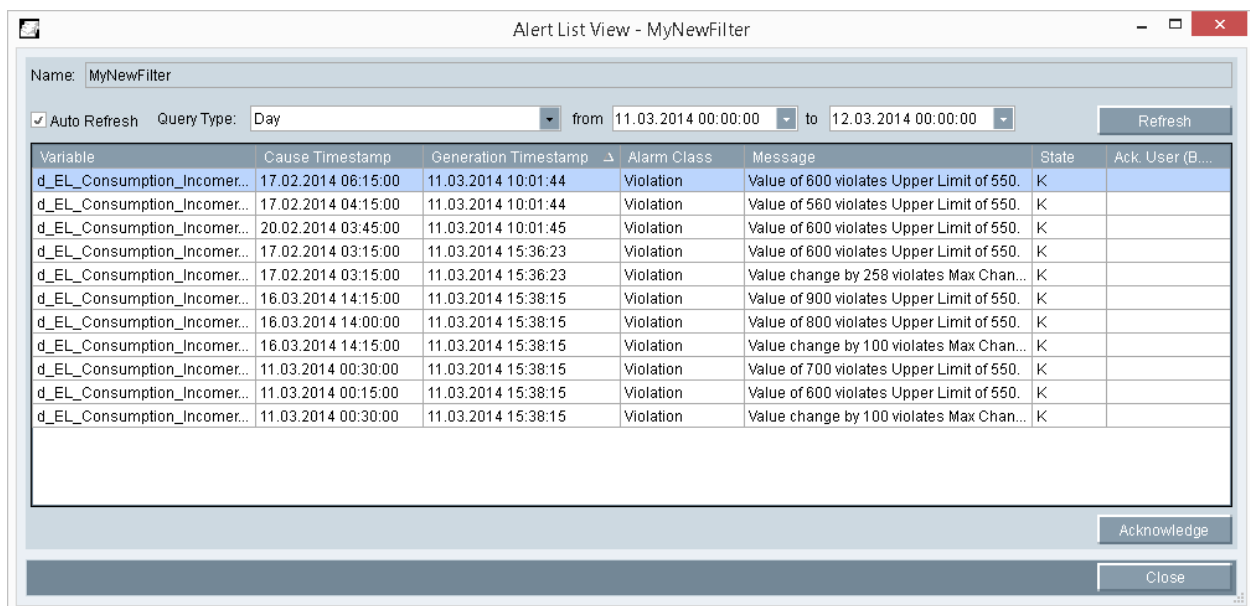 Alert List View - MyNewFilter
Name: MyNewFilter
Auto Refresh Query Type: Day from 11.03.2014 00:00:00 to 12.03.2014 00:00:00 Refresh
Variable Cause Timestamp Generation Timestamp Alarm Class Message State Ack. User (B....
d_EL_Consumption_Incomer... 17.02.2014 06:15:00 11.03.2014 10:01:44 Violation Value of 600 violates Upper Limit of 550. K
d_EL_Consumption_Incomer... 17.02.2014 04:15:00 11.03.2014 10:01:44 Violation Value of 560 violates Upper Limit of 550. K
d_EL_Consumption_Incomer... 20.02.2014 03:45:00 11.03.2014 10:01:45 Violation Value of 600 violates Upper Limit of 550. K
d_EL_Consumption_Incomer... 17.02.2014 03:15:00 11.03.2014 15:36:23 Violation Value of 600 violates Upper Limit of 550. K
d_EL_Consumption_Incomer... 17.02.2014 03:15:00 11.03.2014 15:36:23 Violation Value change by 258 violates Max Chan... K
d_EL_Consumption_Incomer... 16.03.2014 14:15:00 11.03.2014 15:38:15 Violation Value of 900 violates Upper Limit of 550. K
d_EL_Consumption_Incomer... 16.03.2014 14:00:00 11.03.2014 15:38:15 Violation Value of 800 violates Upper Limit of 550. K
d_EL_Consumption_Incomer... 16.03.2014 14:15:00 11.03.2014 15:38:15 Violation Value change by 100 violates Max Chan... K
d_EL_Consumption_Incomer... 11.03.2014 00:30:00 11.03.2014 15:38:15 Violation Value of 700 violates Upper Limit of 550. K
d_EL_Consumption_Incomer... 11.03.2014 00:15:00 11.03.2014 15:38:15 Violation Value of 600 violates Upper Limit of 550. K
d_EL_Consumption_Incomer... 11.03.2014 00:30:00 11.03.2014 15:38:15 Violation Value change by 100 violates Max Chan... K
Acknowledge
Close